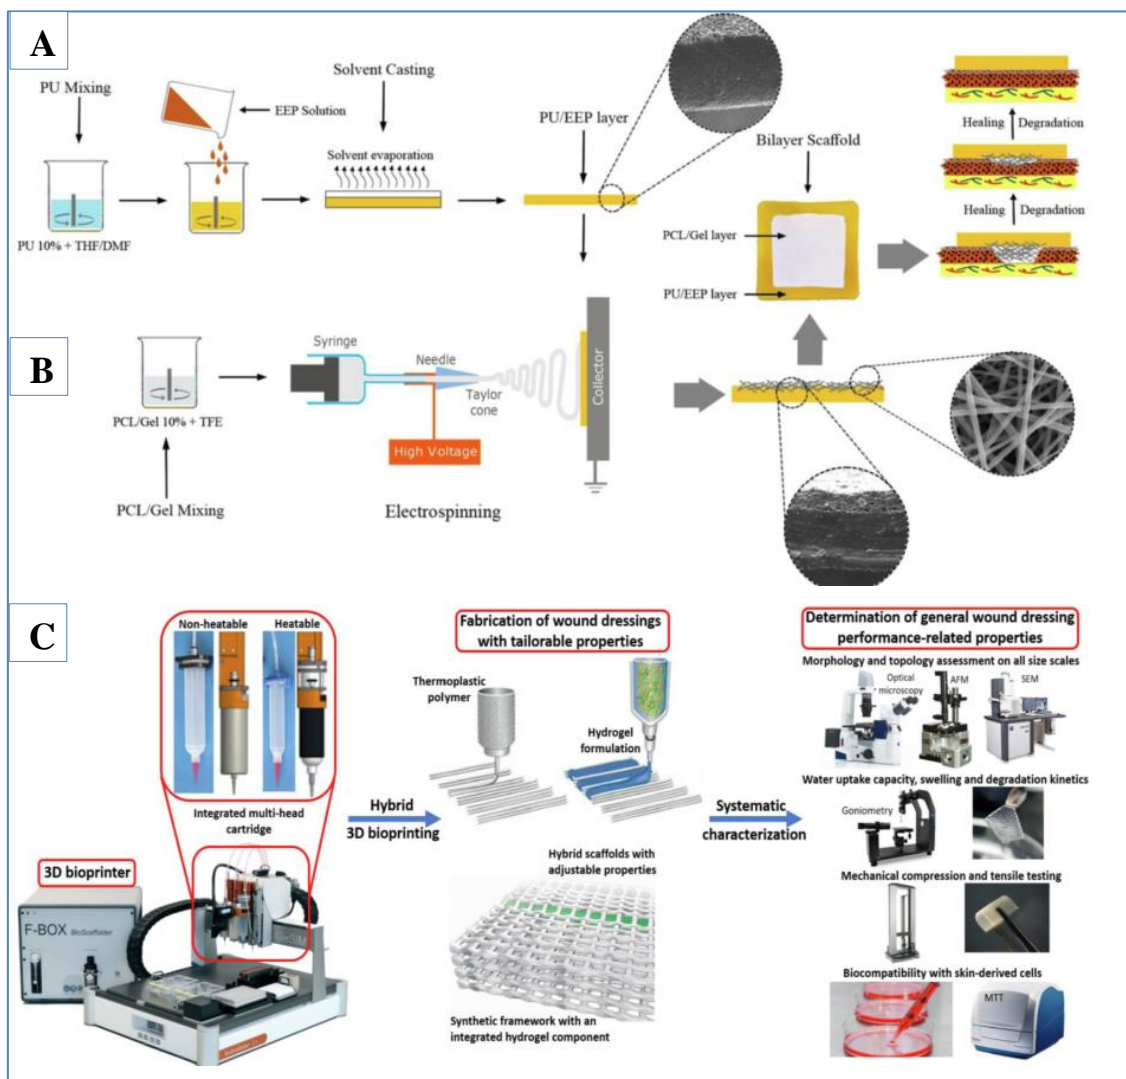 A
PU Mixing
EEP Solution
Solvent Casting
Solvent evaporation
PU/EEP layer
PU 10% + THF/DMF
Bilayer Scaffold
PCL/Gel layer
PU/EEP layer
Healing
Degradation
Healing
Degradation
B
PCL/Gel 10% + TFE
PCL/Gel Mixing
Syringe
Needle
Taylor
cone
High Voltage
Collector
Electrospinning
C
Non-heatable
Heatable
Integrated multi-head
cartridge
3D bioprinter
F-BOX BioScaffolder
Hybrid
3D bioprinting
Fabrication of wound dressings
with tailorable properties
Thermoplastic
polymer
Hydrogel
formulation
Hybrid scaffolds with
adjustable properties
Synthetic framework with an
integrated hydrogel component
Systematic
characterization
Determination of general wound dressing
performance-related properties
Morphology and topology assessment on all size scales
Optical
microscopy
AFM
SEM
Water uptake capacity, swelling and degradation kinetics
Goniometry
Mechanical compression and tensile testing
Biocompatibility with skin-derived cells
MTT